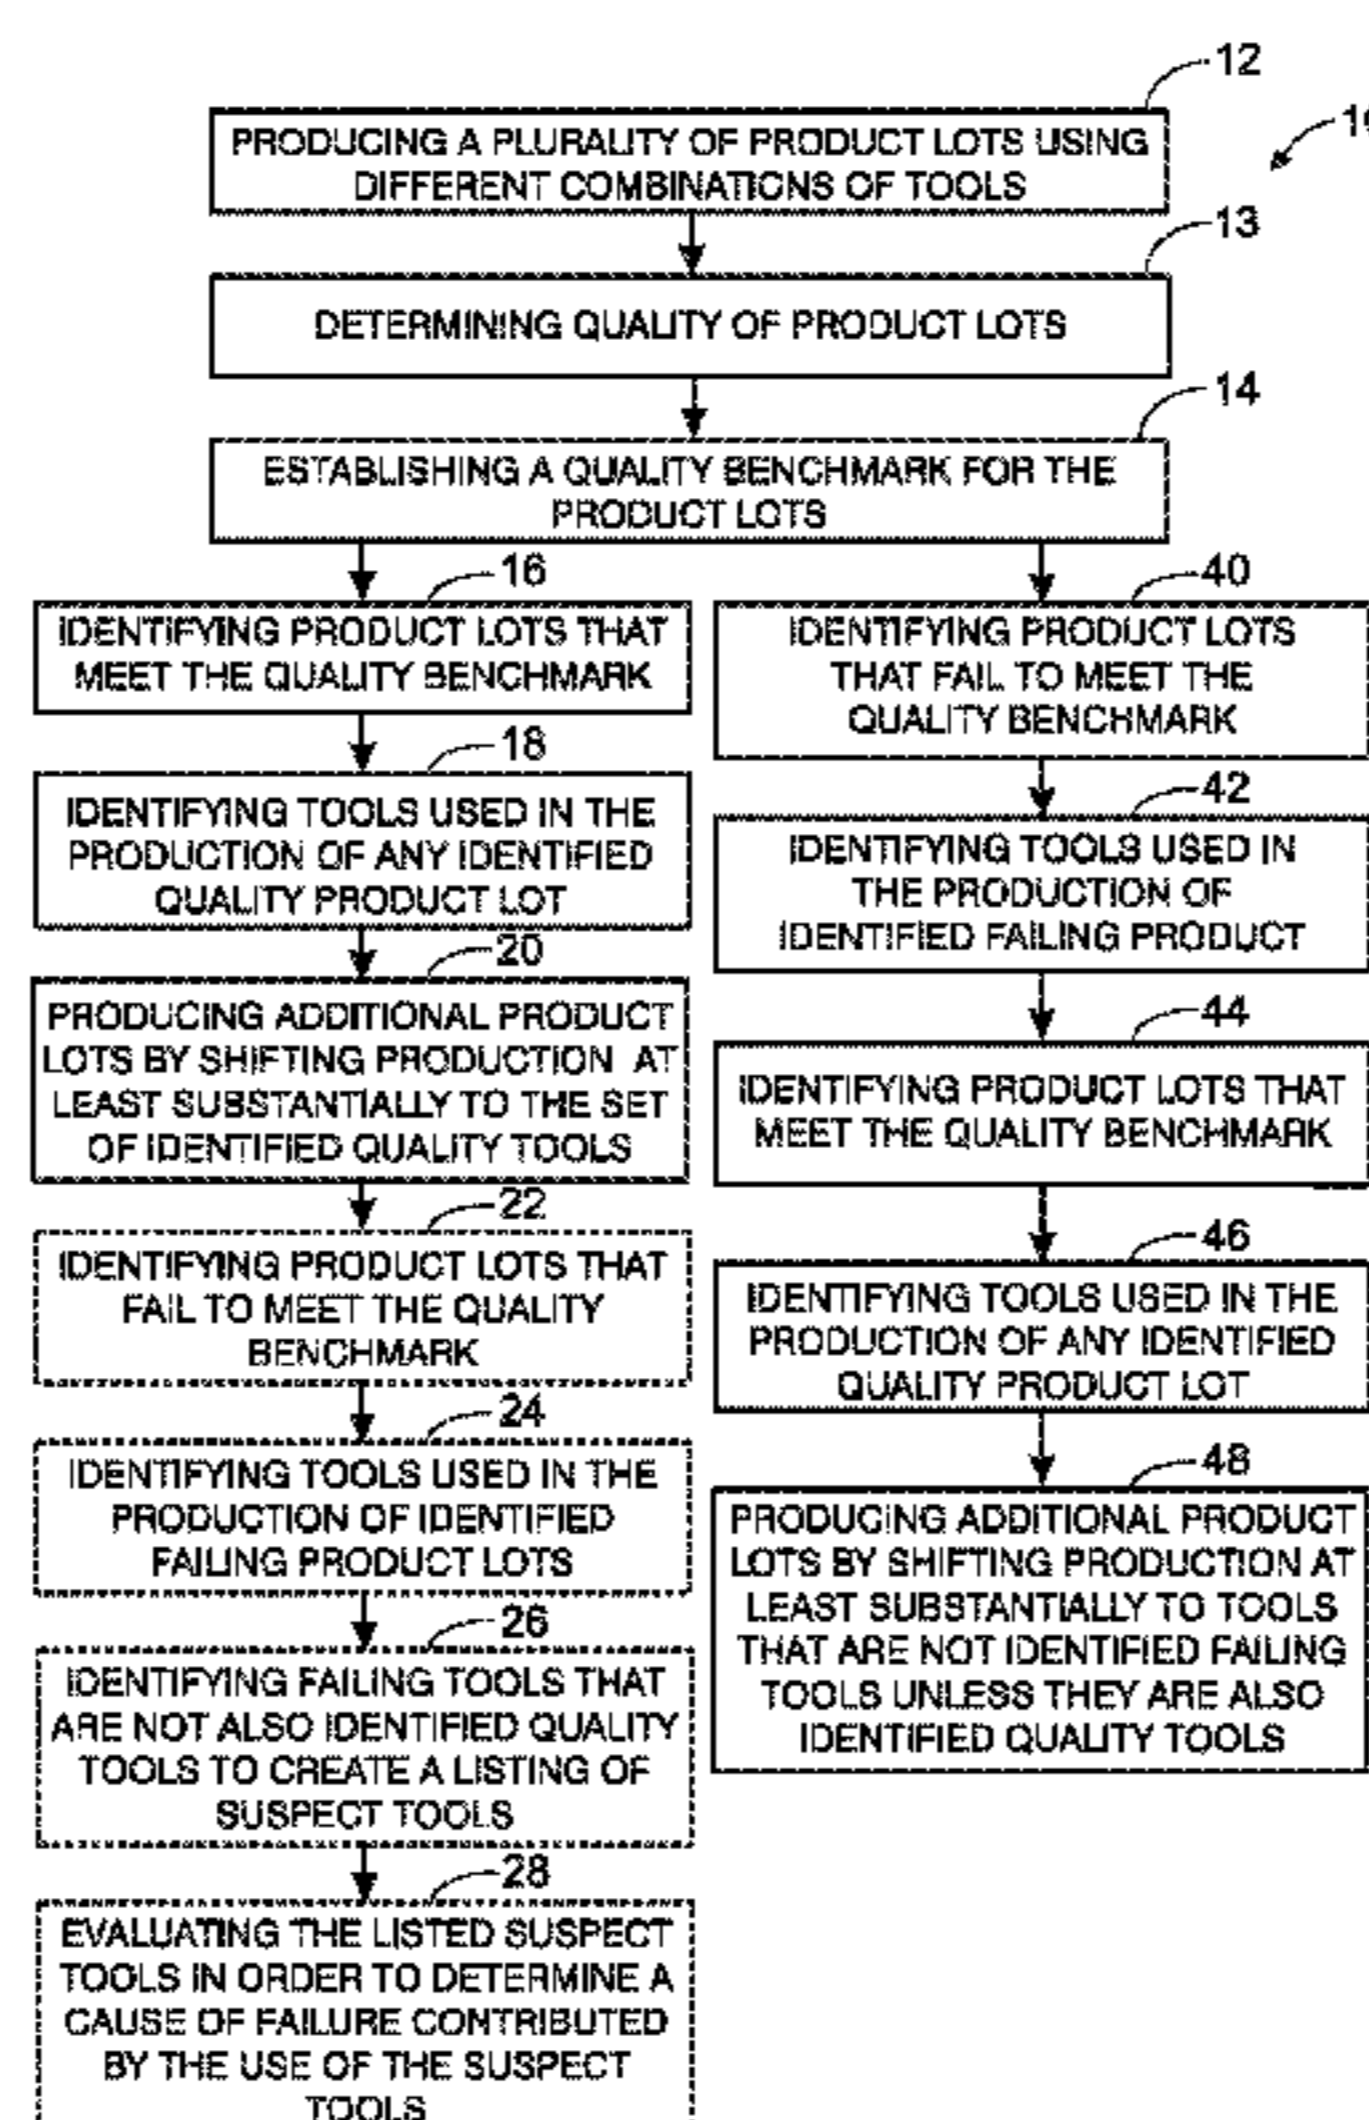 12
PRODUCING A PLURALITY OF PRODUCT LOTS USING
DIFFERENT COMBINATIONS OF TOOLS
13
DETERMINING QUALITY OF PRODUCT LOTS
14
ESTABLISHING A QUALITY BENCHMARK FOR THE
PRODUCT LOTS
16
IDENTIFYING PRODUCT LOTS THAT
MEET THE QUALITY BENCHMARK
18
IDENTIFYING TOOLS USED IN THE
PRODUCTION OF ANY IDENTIFIED
QUALITY PRODUCT LOT
20
PRODUCING ADDITIONAL PRODUCT
LOTS BY SHIFTING PRODUCTION AT
LEAST SUBSTANTIALLY TO THE SET
OF IDENTIFIED QUALITY TOOLS
22
IDENTIFYING PRODUCT LOTS THAT
FAIL TO MEET THE QUALITY
BENCHMARK
24
IDENTIFYING TOOLS USED IN THE
PRODUCTION OF IDENTIFIED
FAILING PRODUCT LOTS
26
IDENTIFYING FAILING TOOLS THAT
ARE NOT ALSO IDENTIFIED QUALITY
TOOLS TO CREATE A LISTING OF
SUSPECT TOOLS
28
EVALUATING THE LISTED SUSPECT
TOOLS IN ORDER TO DETERMINE A
CAUSE OF FAILURE CONTRIBUTED
BY THE USE OF THE SUSPECT
TOOLS
40
IDENTIFYING PRODUCT LOTS
THAT FAIL TO MEET THE
QUALITY BENCHMARK
42
IDENTIFYING TOOLS USED IN
THE PRODUCTION OF
IDENTIFIED FAILING PRODUCT
44
IDENTIFYING PRODUCT LOTS THAT
MEET THE QUALITY BENCHMARK
46
IDENTIFYING TOOLS USED IN THE
PRODUCTION OF ANY IDENTIFIED
QUALITY PRODUCT LOT
48
PRODUCING ADDITIONAL PRODUCT
LOTS BY SHIFTING PRODUCTION AT
LEAST SUBSTANTIALLY TO TOOLS
THAT ARE NOT IDENTIFIED FAILING
TOOLS UNLESS THEY ARE ALSO
IDENTIFIED QUALITY TOOLS